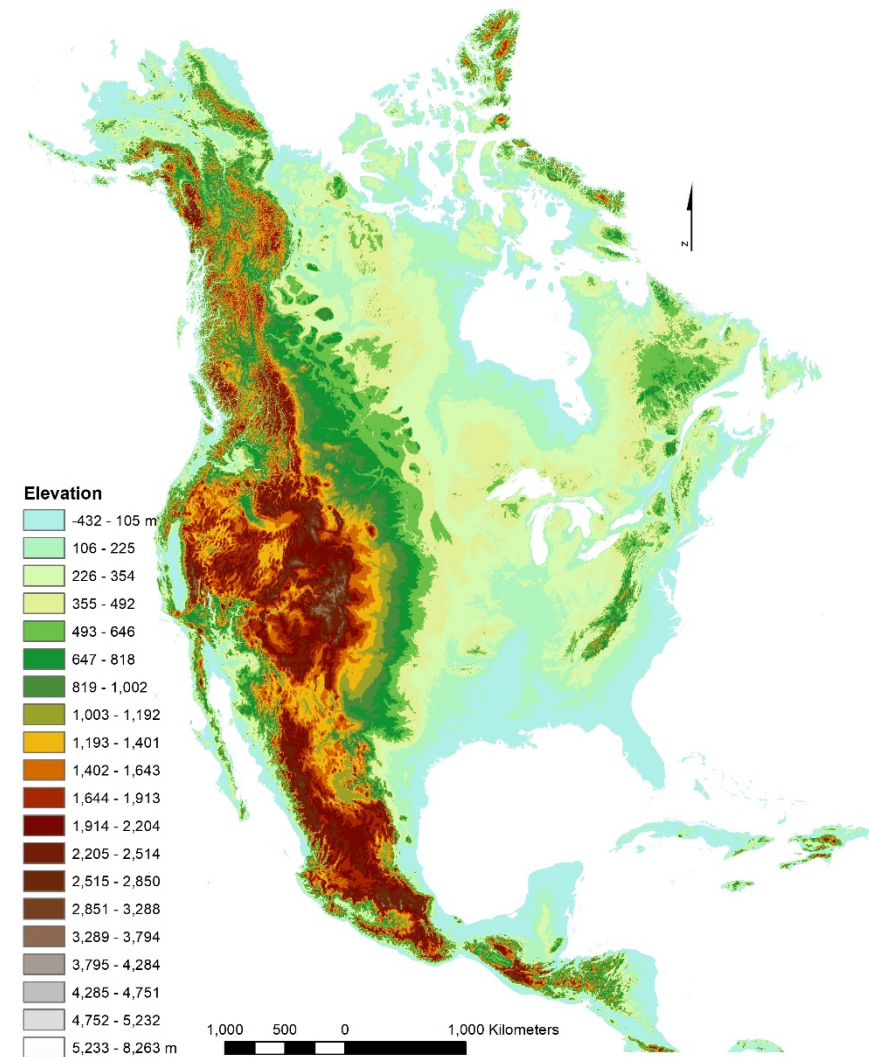 N
Elevation
-432 - 105 m
106 - 225
226 - 354
355 - 492
493 - 646
647 - 818
819 - 1,002
1,003 - 1,192
1,193 - 1,401
1,402 - 1,643
1,644 - 1,913
1,914 - 2,204
2,205 - 2,514
2,515 - 2,850
2,851 - 3,288
3,289 - 3,794
3,795 - 4,284
4,285 - 4,751
4,752 - 5,232
5,233 - 8,263 m
1,000 500 0 1,000 Kilometers